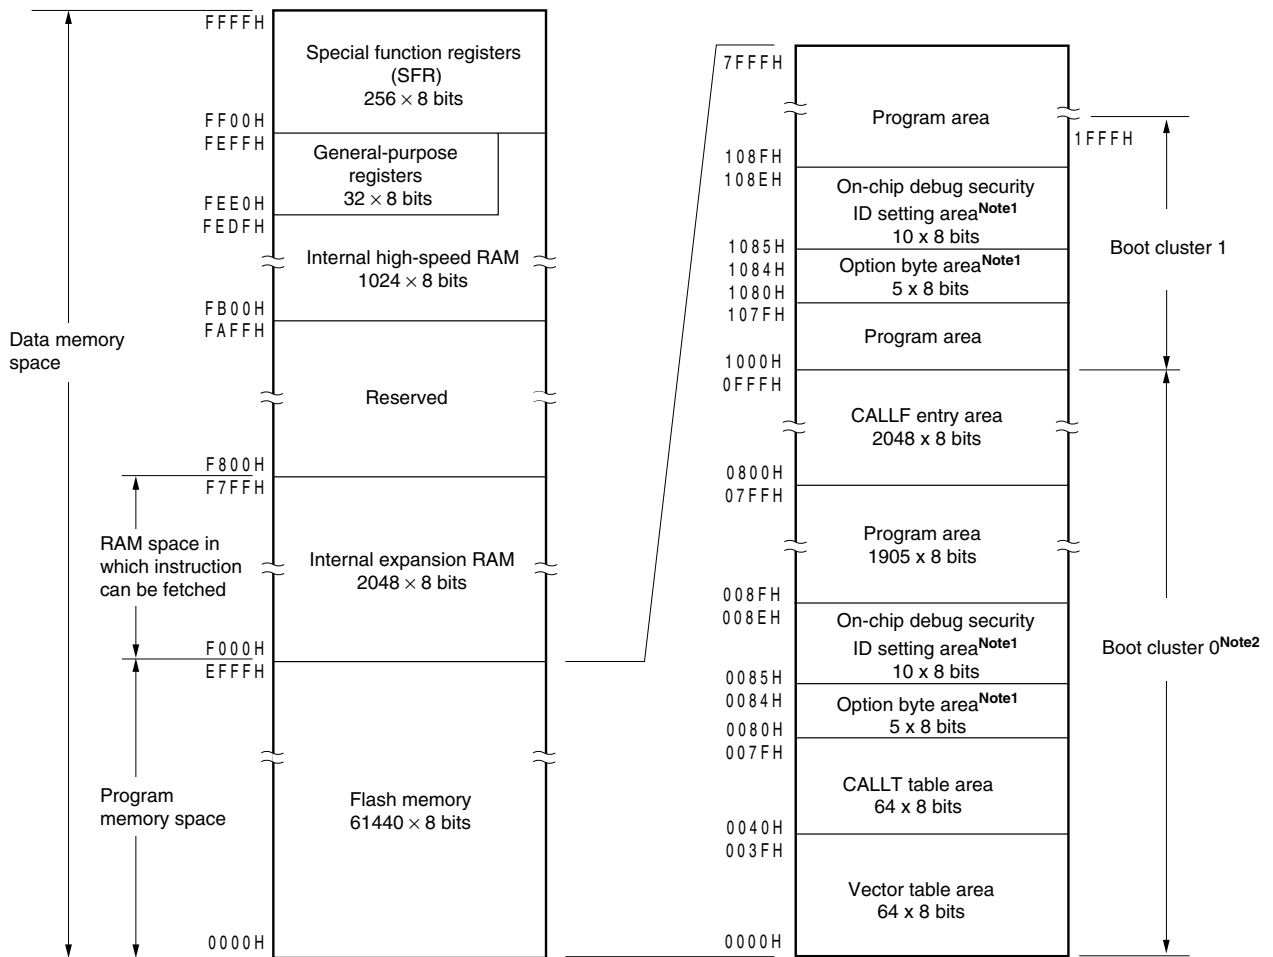 FFFFH
Special function registers
(SFR)
256 × 8 bits
FF00H
FEFFH
General-purpose
registers
32 × 8 bits
FEE0H
FEDFH
Internal high-speed RAM
1024 × 8 bits
FB00H
FAFFH
Data memory
space
Reserved
F800H
F7FFH
RAM space in
which instruction
can be fetched
Internal expansion RAM
2048 × 8 bits
F000H
EFFFH
Program
memory space
Flash memory
61440 × 8 bits
0000H
7FFFH
Program area
1FFFH
108FH
108EH
On-chip debug security
ID setting areaNote1
10 x 8 bits
Boot cluster 1
1085H
1084H
Option byte areaNote1
5 x 8 bits
1080H
107FH
Program area
1000H
0FFFH
CALLF entry area
2048 x 8 bits
0800H
07FFH
Program area
1905 x 8 bits
008FH
008EH
On-chip debug security
ID setting areaNote1
10 x 8 bits
Boot cluster 0Note2
0085H
0084H
Option byte areaNote1
5 x 8 bits
0080H
007FH
CALLT table area
64 x 8 bits
0040H
003FH
Vector table area
64 x 8 bits
0000H